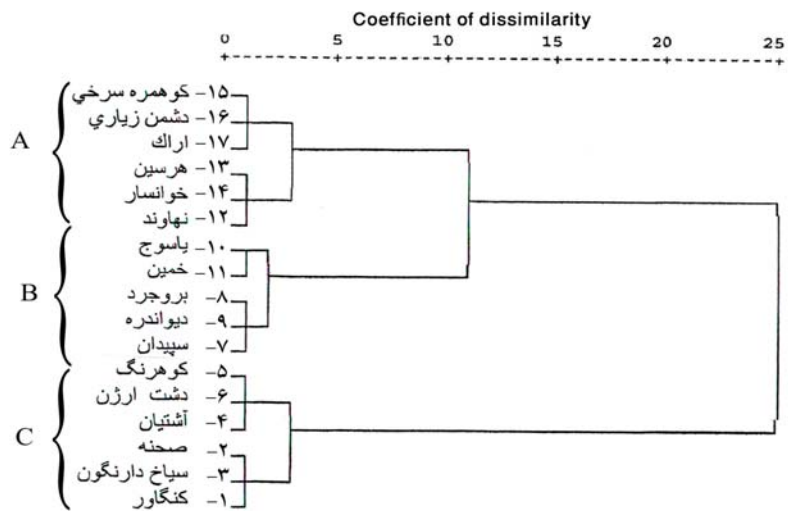 Coefficient of dissimilarity
0 5 10 15 20 25
۱۵- کوهمره سرخي
۱۶- دشمن زياري
A
۱۷- اراك
۱۳- هرسين
۱۴- خوانسار
۱۲- نهاوند
۱۰- ياسوج
۱۱- خمين
B
۸- بروجرد
۹- ديواندره
۷- سپيدان
۵- کوهرنگ
۶- دشت ارژن
۴- آشتيان
C
۲- صحنه
۳- سياخ دارنگون
۱- کنگاور